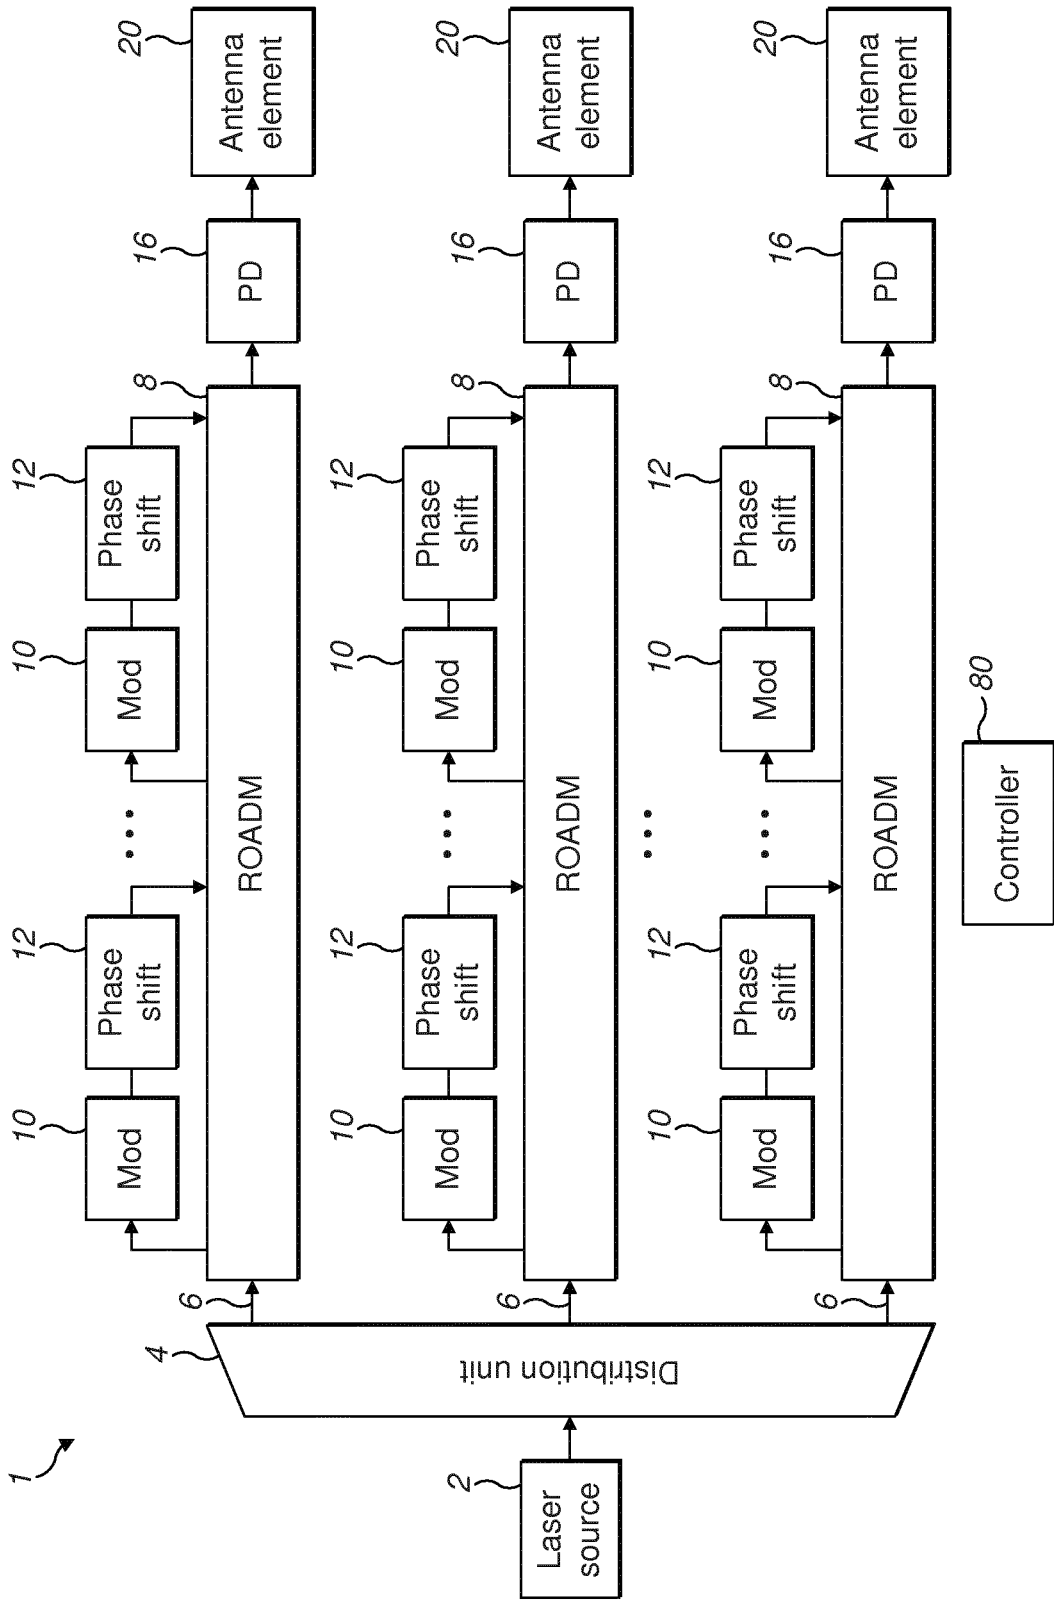 1
2
Laser
source
4
Distribution unit
6
10
Mod
12
Phase
shift
...
10
Mod
12
Phase
shift
8
ROADM
16
PD
20
Antenna
element
6
10
Mod
12
Phase
shift
...
10
Mod
12
Phase
shift
8
ROADM
16
PD
20
Antenna
element
...
6
10
Mod
12
Phase
shift
...
10
Mod
12
Phase
shift
8
ROADM
16
PD
20
Antenna
element
80
Controller